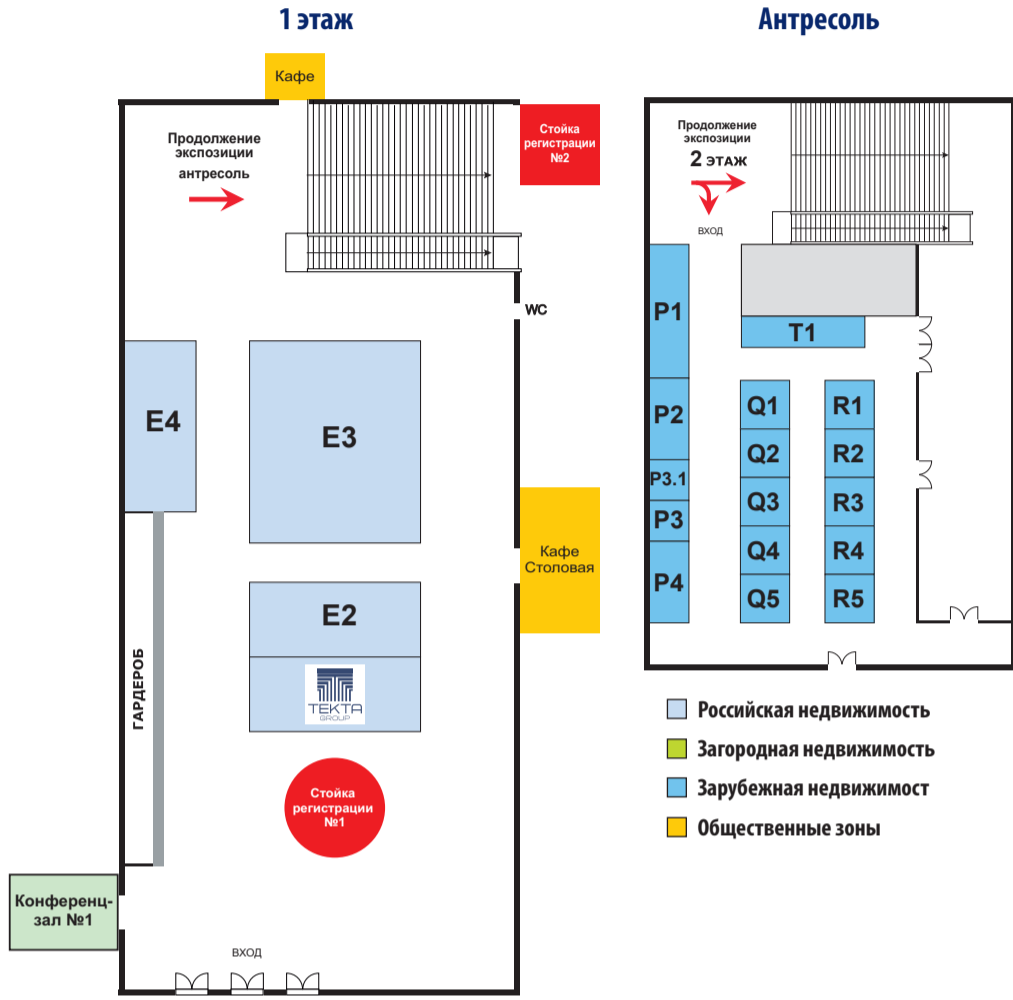 1 этаж
Кафе
Продолжение
экспозиции
антресоль
Стойка
регистрации
№2
WC
E4
E3
Кафе
Столовая
E2
TEKTA
GROUP
ГАРДЕРОБ
Стойка
регистрации
№1
Конференц-
зал №1
ВХОД
Антресоль
Продолжение
экспозиции
2 ЭТАЖ
ВХОД
P1
T1
P2
Q1
R1
Q2
R2
P3.1
Q3
R3
P3
Q4
R4
P4
Q5
R5
Российская недвижимость
Загородная недвижимость
Зарубежная недвижимост
Общественные зоны